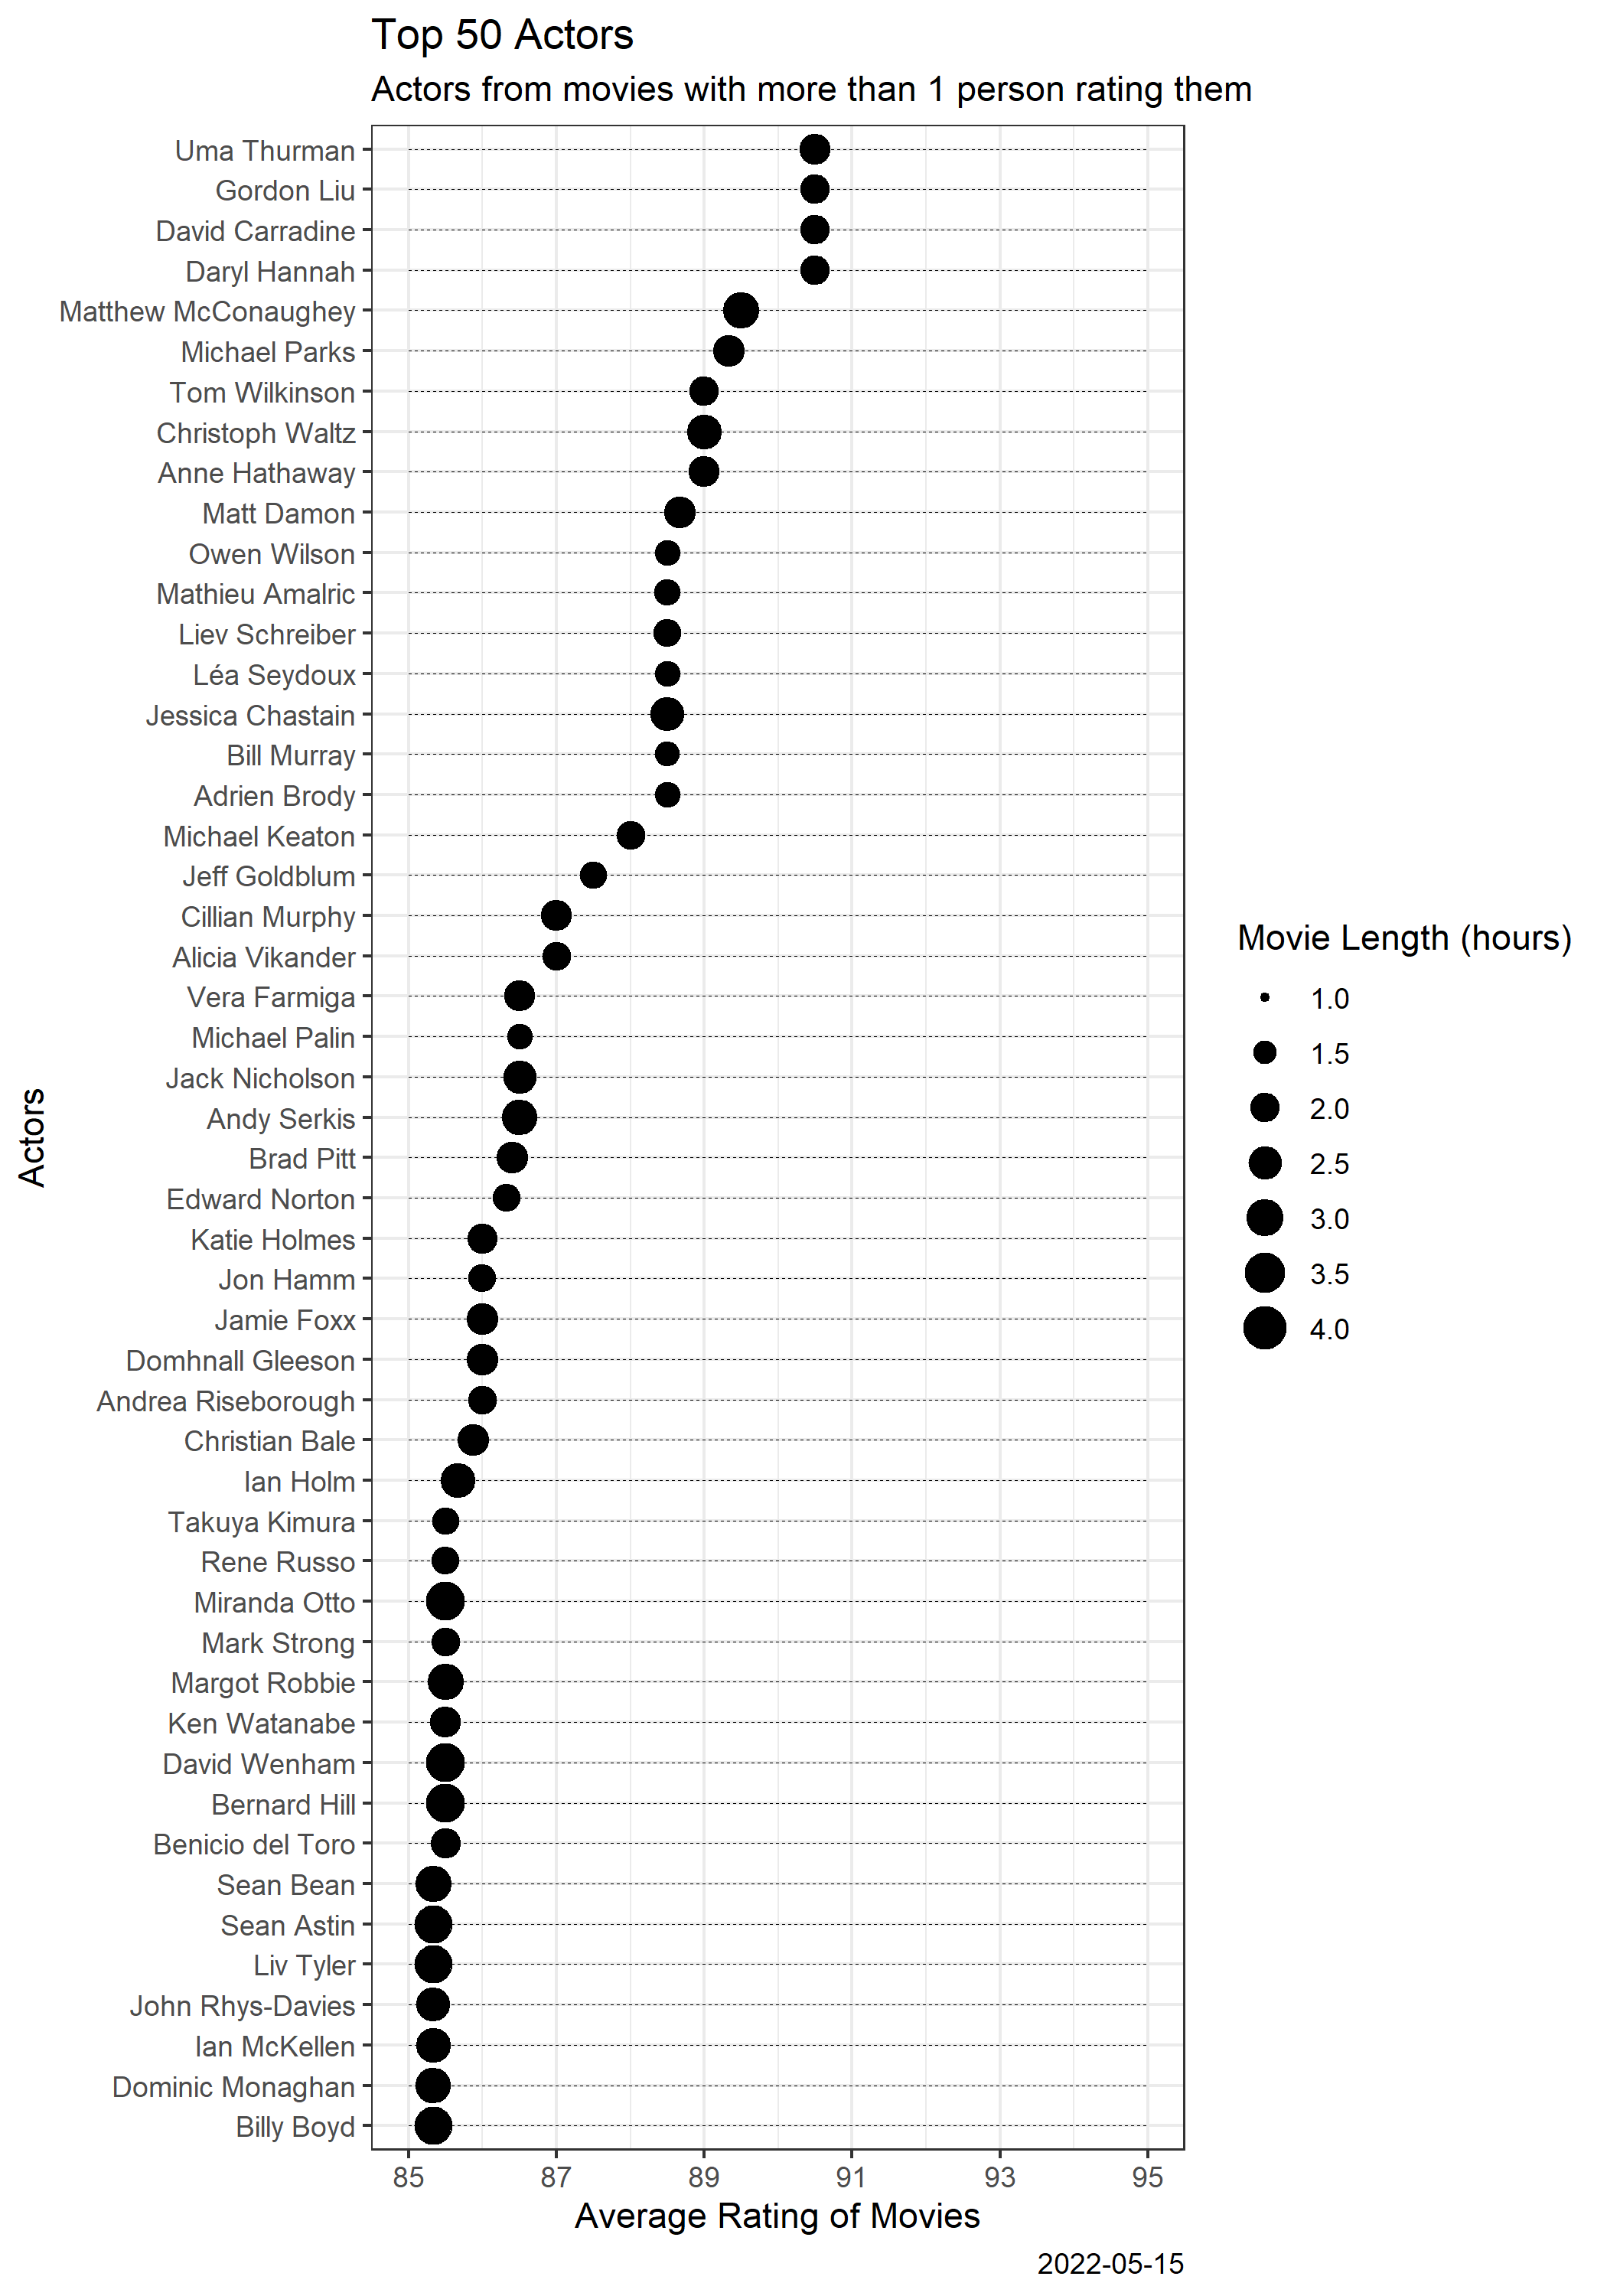 Top 50 Actors
Actors from movies with more than 1 person rating them
Uma Thurman
Gordon Liu
David Carradine
Daryl Hannah
Matthew McConaughey
Michael Parks
Tom Wilkinson
Christoph Waltz
Anne Hathaway
Matt Damon
Owen Wilson
Mathieu Amalric
Liev Schreiber
Léa Seydoux
Jessica Chastain
Bill Murray
Adrien Brody
Michael Keaton
Jeff Goldblum
Cillian Murphy
Alicia Vikander
Vera Farmiga
Michael Palin
Jack Nicholson
Andy Serkis
Brad Pitt
Edward Norton
Katie Holmes
Jon Hamm
Jamie Foxx
Domhnall Gleeson
Andrea Riseborough
Christian Bale
Ian Holm
Takuya Kimura
Rene Russo
Miranda Otto
Mark Strong
Margot Robbie
Ken Watanabe
David Wenham
Bernard Hill
Benicio del Toro
Sean Bean
Sean Astin
Liv Tyler
John Rhys-Davies
Ian McKellen
Dominic Monaghan
Billy Boyd
Actors
85 87 89 91 93 95
Average Rating of Movies
Movie Length (hours)
1.0
1.5
2.0
2.5
3.0
3.5
4.0
2022-05-15